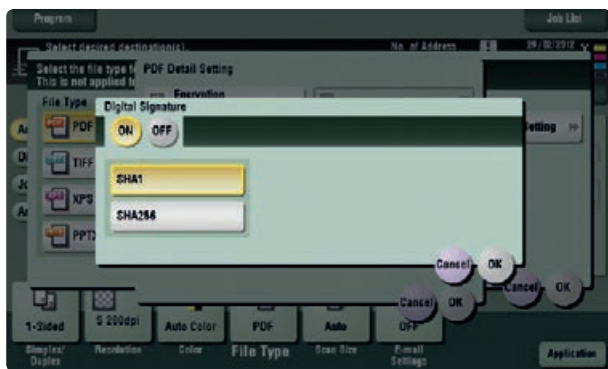 Program
Job List
Select desired destination(s).
No. of Address
29/02/2012
Select the file type f
This is not applied t
PDF Detail Setting
Encryption
File Type
PDF
TIFF
XPS
PPTX
Setting
Digital Signature
ON
OFF
SHA1
SHA256
Cansel
OK
Cancel
OK
Cancel
OK
1-Sided
S 200dpi
Auto Color
PDF
Auto
OFF
Simplex/
Duplex
Resolution
Color
File Type
Scan Size
E-mail
Settings
Application